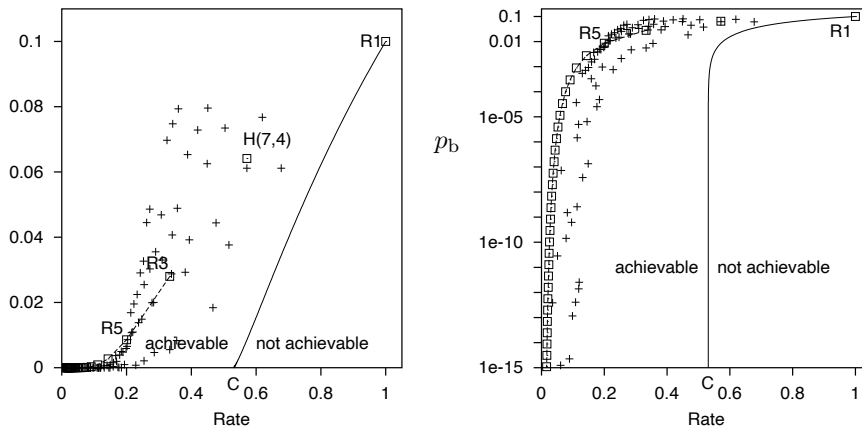 0.1
0.08
0.06
0.04
0.02
0
R1
H(7,4)
R3
R5
achievable
not achievable
0 0.2 0.4 0.6 0.8 1
C
Rate
p_b
0.1
0.01
1e-05
1e-10
1e-15
R5
R1
achievable
not achievable
0 0.2 0.4 0.6 0.8 1
C
Rate